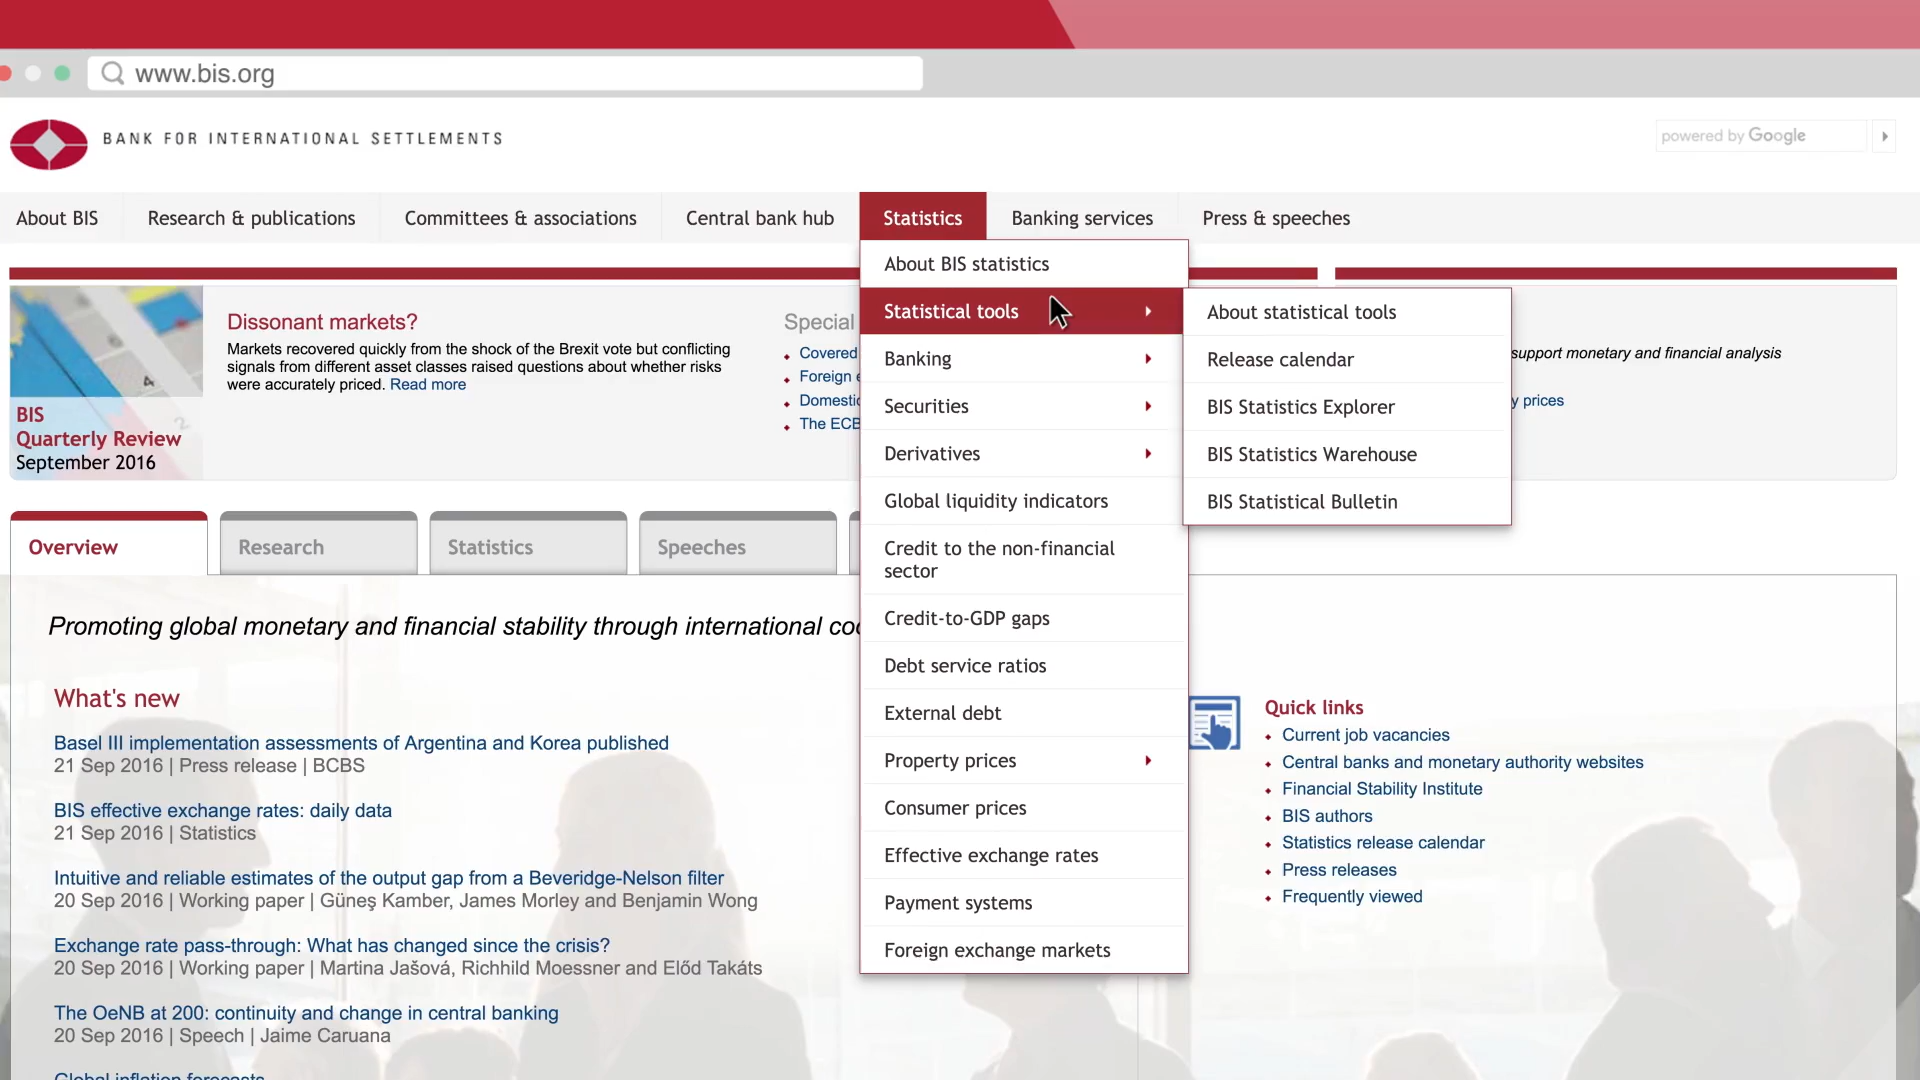 www.bis.org
BANK FOR INTERNATIONAL SETTLEMENTS
powered by Google
About BIS
Research & publications
Committees & associations
Central bank hub
Statistics
Banking services
Press & speeches
About BIS statistics
Statistical tools
Banking
Securities
Derivatives
Global liquidity indicators
Credit to the non-financial
sector
Credit-to-GDP gaps
Debt service ratios
External debt
Property prices
Consumer prices
Effective exchange rates
Payment systems
Foreign exchange markets
About statistical tools
Release calendar
BIS Statistics Explorer
BIS Statistics Warehouse
BIS Statistical Bulletin
BIS
Quarterly Review
September 2016
Dissonant markets?
Markets recovered quickly from the shock of the Brexit vote but conflicting
signals from different asset classes raised questions about whether risks
were accurately priced. Read more
Special
Covered
Foreign
The ECB
support monetary and financial analysis
prices
Overview
Research
Statistics
Speeches
Promoting global monetary and financial stability through international
What's new
Basel III implementation assessments of Argentina and Korea published
21 Sep 2016 | Press release | BCBS
BIS effective exchange rates: daily data
21 Sep 2016 | Statistics
Intuitive and reliable estimates of the output gap from a Beveridge-Nelson filter
20 Sep 2016 | Working paper | Güneş Kamber, James Morley and Benjamin Wong
Exchange rate pass-through: What has changed since the crisis?
20 Sep 2016 | Working paper | Martina Jašová, Richhild Moessner and Előd Takáts
The OeNB at 200: continuity and change in central banking
20 Sep 2016 | Speech | Jaime Caruana
Global inflation forecasts
Quick links
Current job vacancies
Central banks and monetary authority websites
Financial Stability Institute
BIS authors
Statistics release calendar
Press releases
Frequently viewed